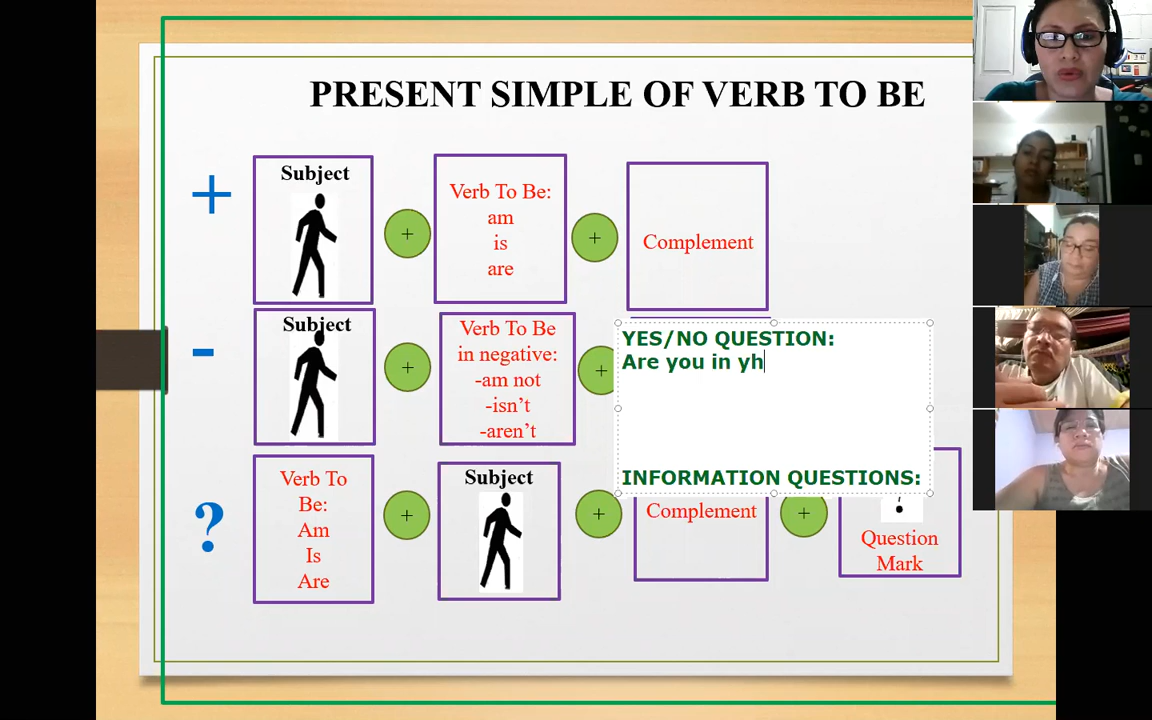 PRESENT SIMPLE OF VERB TO BE
+
Subject
+
Verb To Be:
am
is
are
+
Complement
-
Subject
+
Verb To Be
in negative:
-am not
-isn’t
-aren’t
+
YES/NO QUESTION:
Are you in yh
INFORMATION QUESTIONS:
?
Verb To
Be:
Am
Is
Are
+
Subject
+
Complement
+
Question
Mark